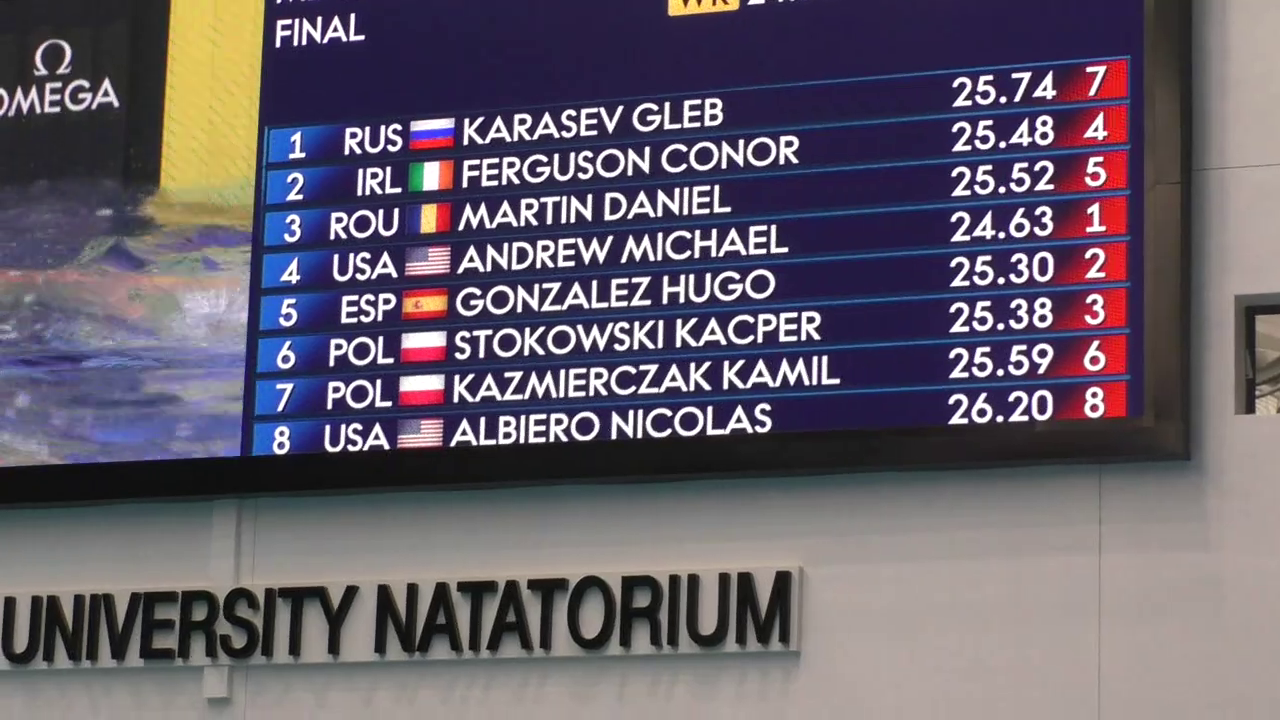 WR
FINAL
Ω
OMEGA
1 RUS KARASEV GLEB 25.74 7
2 IRL FERGUSON CONOR 25.48 4
3 ROU MARTIN DANIEL 25.52 5
4 USA ANDREW MICHAEL 24.63 1
5 ESP GONZALEZ HUGO 25.30 2
6 POL STOKOWSKI KACPER 25.38 3
7 POL KAZMIERCZAK KAMIL 25.59 6
8 USA ALBIERO NICOLAS 26.20 8
UNIVERSITY NATATORIUM